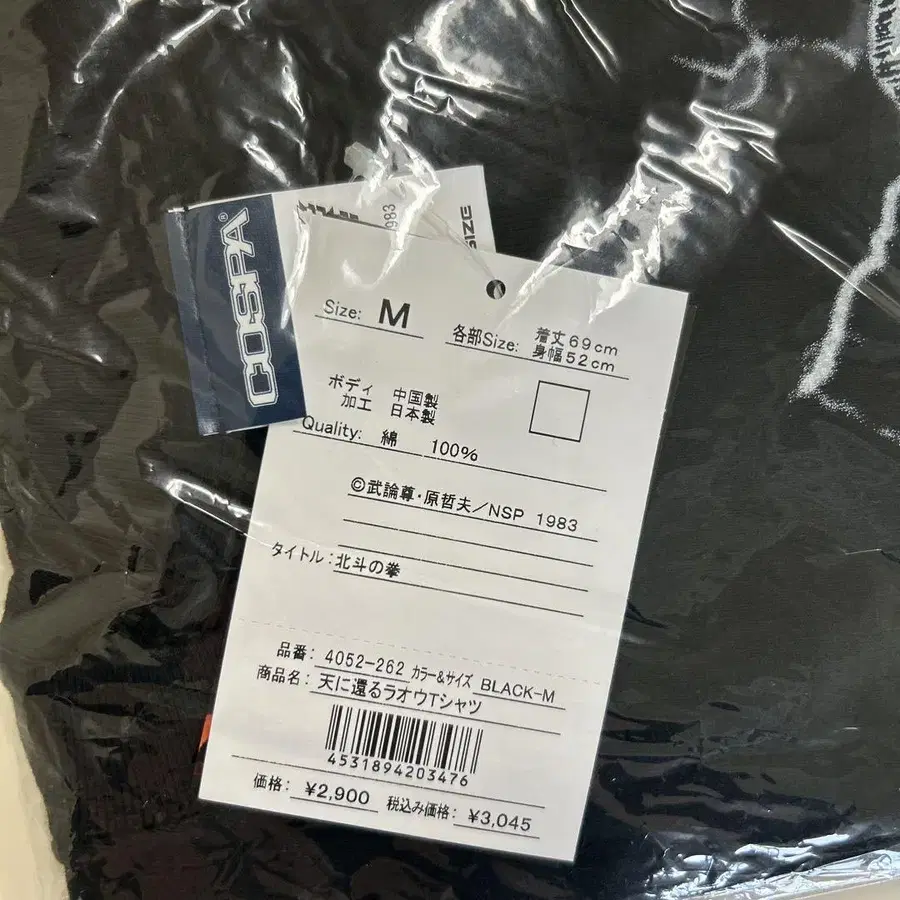 COSPA®
1983
SIZE
Size: M
各部Size: 着丈69cm
身幅52cm
ボディ 中国製
加工 日本製
Quality: 綿 100%
©武論尊・原哲夫／NSP 1983
タイトル：北斗の拳
品番： 4052-262 カラー&サイズ BLACK-M
商品名： 天に還るラオウTシャツ
4531894203476
価格： ¥2,900 税込み価格： ¥3,045